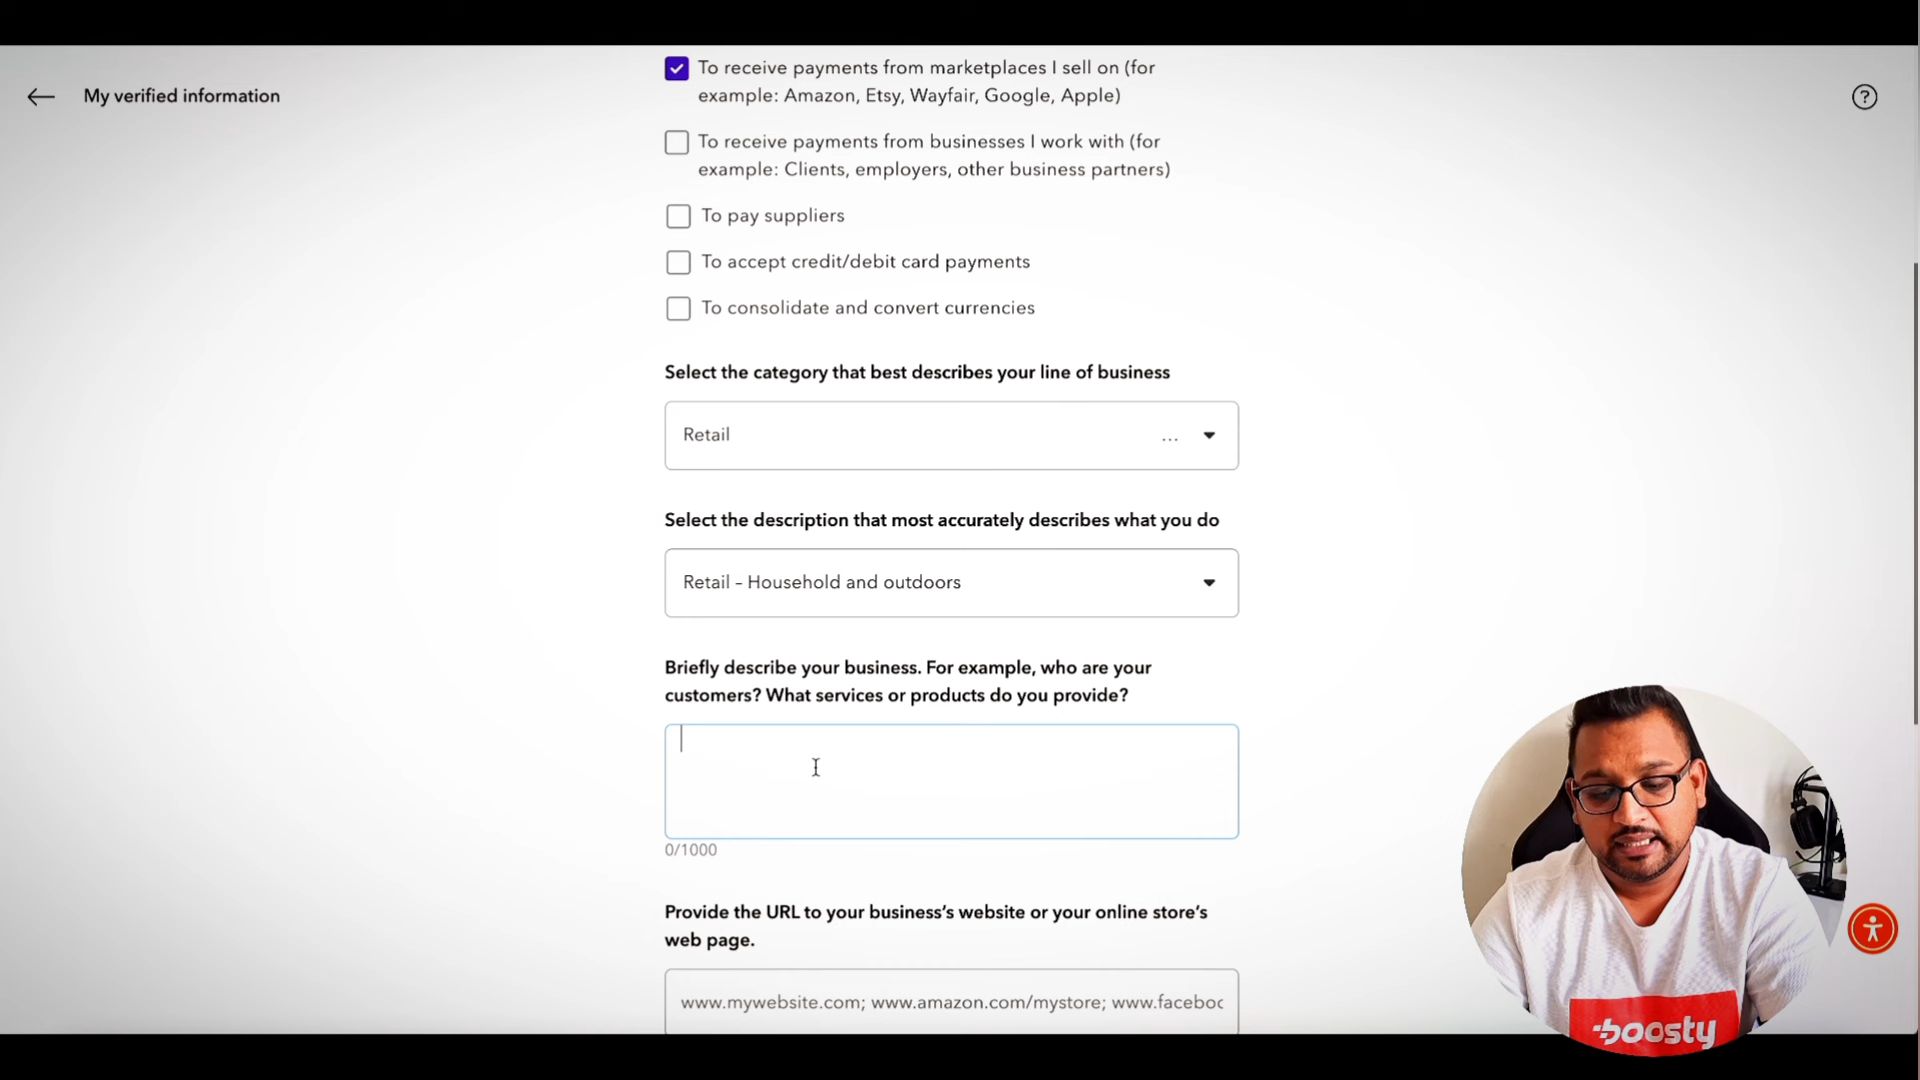 To receive payments from marketplaces I sell on (for
example: Amazon, Etsy, Wayfair, Google, Apple)
My verified information
To receive payments from businesses I work with (for
example: Clients, employers, other business partners)
To pay suppliers
To accept credit/debit card payments
To consolidate and convert currencies
Select the category that best describes your line of business
Retail ...
Select the description that most accurately describes what you do
Retail – Household and outdoors
Briefly describe your business. For example, who are your
customers? What services or products do you provide?
0/1000
Provide the URL to your business's website or your online store's
web page.
www.mywebsite.com; www.amazon.com/mystore; www.faceboc
boosty